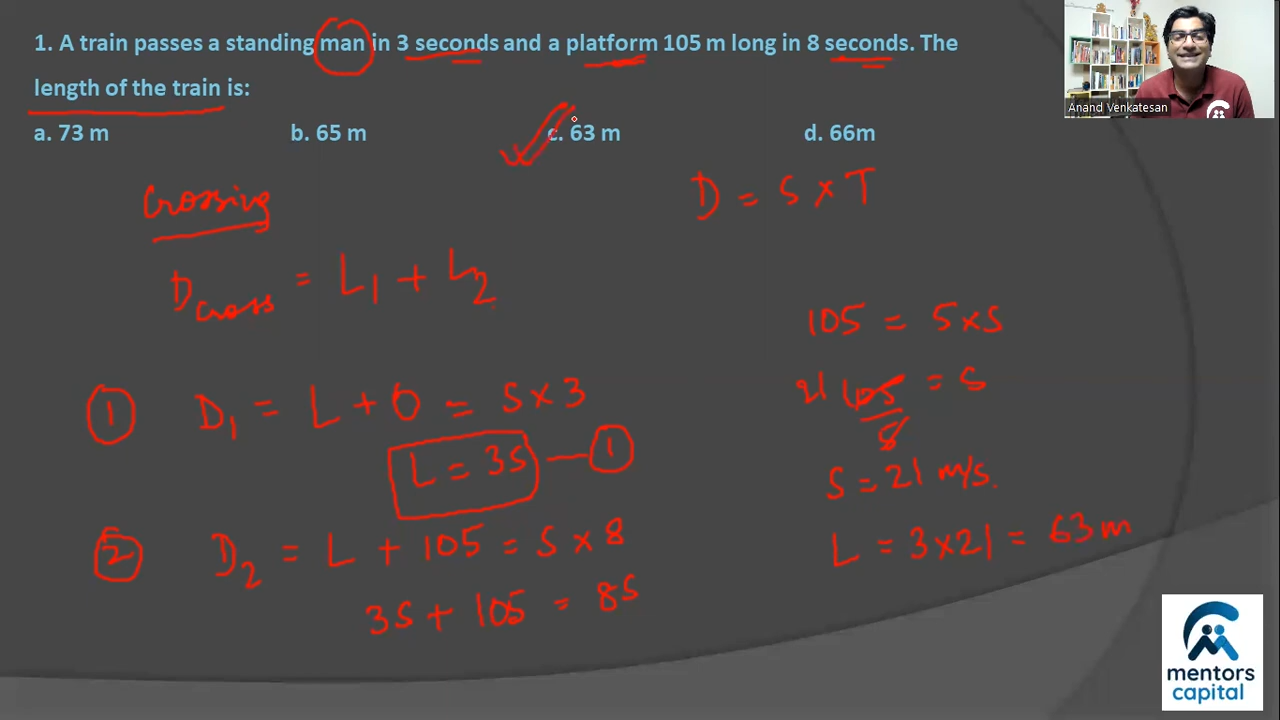 1. A train passes a standing man in 3 seconds and a platform 105 m long in 8 seconds. The
length of the train is:
a. 73 m b. 65 m c. 63 m d. 66m
Crossing
D = S × T
D cross = L1 + L2
① D1 = L + 0 = S × 3
L = 3S — ①
② D2 = L + 105 = S × 8
3S + 105 = 8S
105 = 5 × S
21 105/8 = S
S = 21 m/s.
L = 3 × 21 = 63 m
Anand Venkatesan
mentors
capital